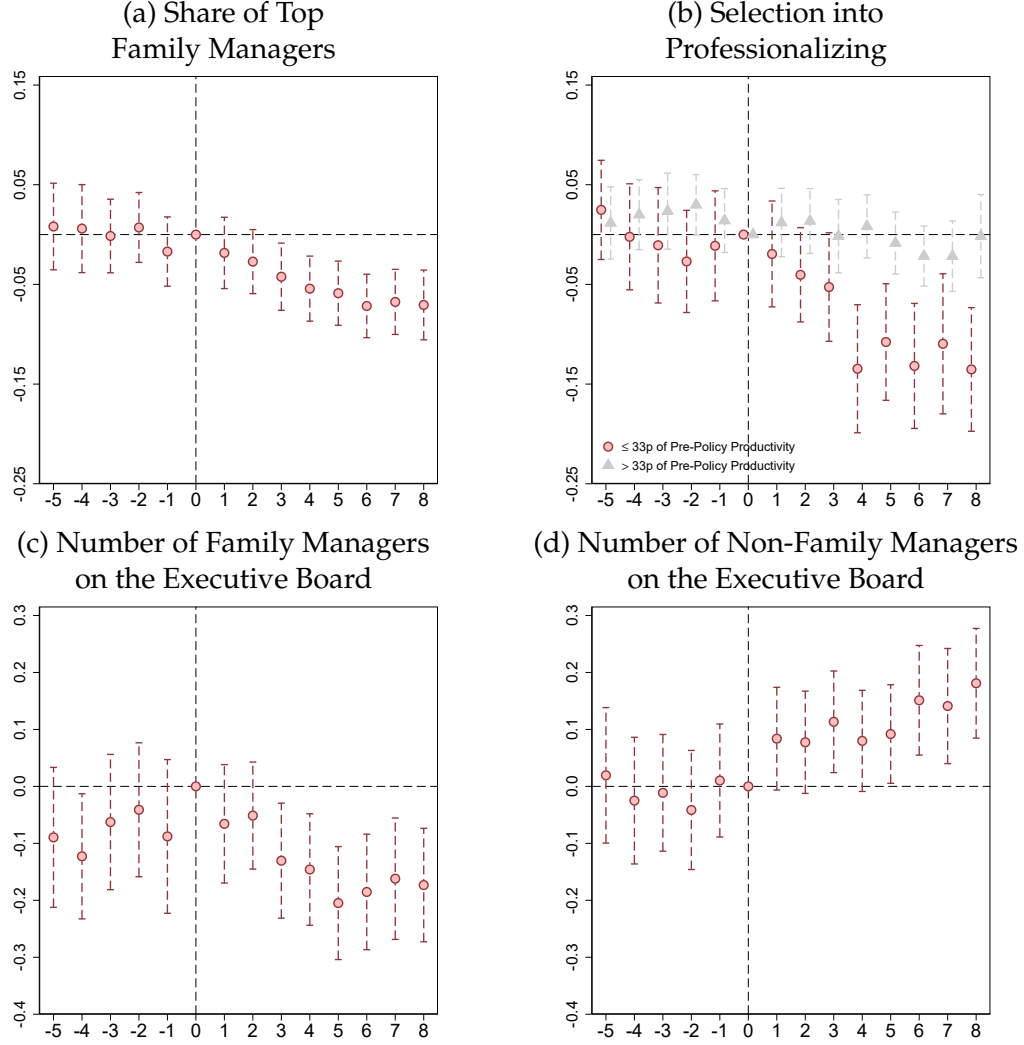 (a) Share of Top
Family Managers
0.15
0.05
-0.05
-0.15
-0.25
-5 -4 -3 -2 -1 0 1 2 3 4 5 6 7 8
(b) Selection into
Professionalizing
0.15
0.05
-0.05
-0.15
-0.25
≤ 33p of Pre-Policy Productivity
> 33p of Pre-Policy Productivity
-5 -4 -3 -2 -1 0 1 2 3 4 5 6 7 8
(c) Number of Family Managers
on the Executive Board
0.3
0.2
0.1
0.0
-0.1
-0.2
-0.3
-0.4
-5 -4 -3 -2 -1 0 1 2 3 4 5 6 7 8
(d) Number of Non-Family Managers
on the Executive Board
0.3
0.2
0.1
0.0
-0.1
-0.2
-0.3
-0.4
-5 -4 -3 -2 -1 0 1 2 3 4 5 6 7 8